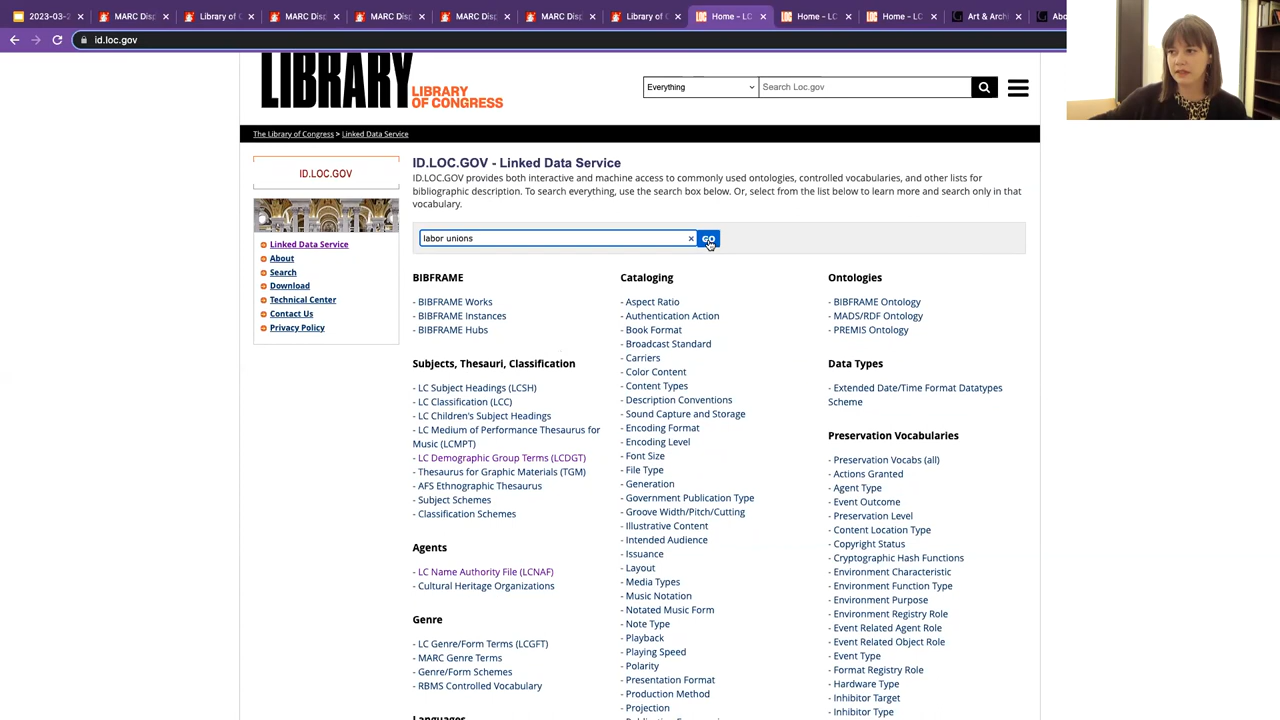 2023-03-2
MARC Disp
Library of C
MARC Disp
MARC Disp
MARC Disp
MARC Disp
Library of C
Home - LC
Home - LC
Home - LC
Art & Archi
Abo
id.loc.gov
LIBRARY
LIBRARY
OF CONGRESS
Everything
Search Loc.gov
The Library of Congress > Linked Data Service
ID.LOC.GOV
Linked Data Service
About
Search
Download
Technical Center
Contact Us
Privacy Policy
ID.LOC.GOV - Linked Data Service
ID.LOC.GOV provides both interactive and machine access to commonly used ontologies, controlled vocabularies, and other lists for
bibliographic description. To search everything, use the search box below. Or, select from the list below to learn more and search only in that
vocabulary.
labor unions
GO
BIBFRAME
- BIBFRAME Works
- BIBFRAME Instances
- BIBFRAME Hubs
Subjects, Thesauri, Classification
- LC Subject Headings (LCSH)
- LC Classification (LCC)
- LC Children's Subject Headings
- LC Medium of Performance Thesaurus for
Music (LCMPT)
- LC Demographic Group Terms (LCDGT)
- Thesaurus for Graphic Materials (TGM)
- AFS Ethnographic Thesaurus
- Subject Schemes
- Classification Schemes
Agents
- LC Name Authority File (LCNAF)
- Cultural Heritage Organizations
Genre
- LC Genre/Form Terms (LCGFT)
- MARC Genre Terms
- Genre/Form Schemes
- RBMS Controlled Vocabulary
Languages
Cataloging
- Aspect Ratio
- Authentication Action
- Book Format
- Broadcast Standard
- Carriers
- Color Content
- Content Types
- Description Conventions
- Sound Capture and Storage
- Encoding Format
- Encoding Level
- Font Size
- File Type
- Generation
- Government Publication Type
- Groove Width/Pitch/Cutting
- Illustrative Content
- Intended Audience
- Issuance
- Layout
- Media Types
- Music Notation
- Notated Music Form
- Note Type
- Playback
- Playing Speed
- Polarity
- Presentation Format
- Production Method
- Projection
Ontologies
- BIBFRAME Ontology
- MADS/RDF Ontology
- PREMIS Ontology
Data Types
- Extended Date/Time Format Datatypes
Scheme
Preservation Vocabularies
- Preservation Vocabs (all)
- Actions Granted
- Agent Type
- Event Outcome
- Preservation Level
- Content Location Type
- Copyright Status
- Cryptographic Hash Functions
- Environment Characteristic
- Environment Function Type
- Environment Purpose
- Environment Registry Role
- Event Related Agent Role
- Event Related Object Role
- Event Type
- Format Registry Role
- Hardware Type
- Inhibitor Target
- Inhibitor Type